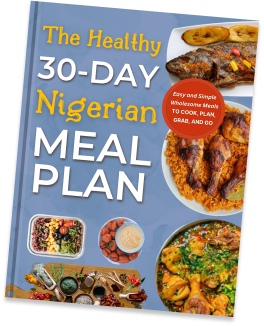 The Healthy
30-DAY
Nigerian
MEAL
PLAN
Easy and Simple
Wholesome Meals
TO COOK, PLAN,
GRAB, AND GO